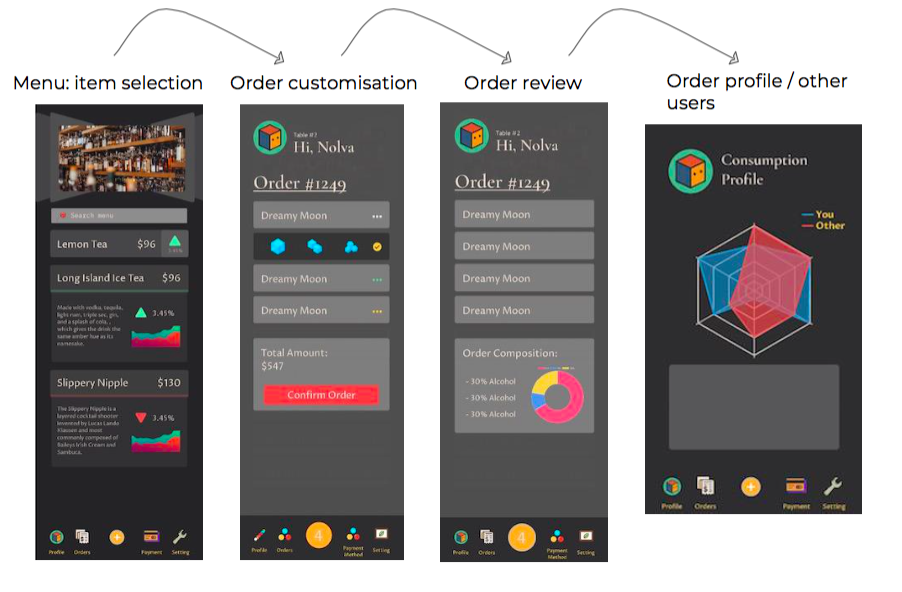 Menu: item selection
Order customisation
Order review
Order profile / other
users
Search menu
Lemon Tea $96
3.45%
Long Island Ice Tea $96
Made with vodka, tequila,
light rum, triple sec, gin,
and a splash of cola, ,
which gives the drink the
same amber hue as its
namesake.
3.45%
Slippery Nipple $130
The Slippery Nipple is a
layered cocktail shooter
invented by Lucas Lando
Klausen and most
commonly composed of
Baileys Irish Cream and
Sambuca.
3.45%
Profile Orders Payment Setting
Table #2
Hi, Nolva
Order #1249
Dreamy Moon
Dreamy Moon
Dreamy Moon
Total Amount:
$547
Confirm Order
4
Profile Orders Payment Setting
Method
Table #2
Hi, Nolva
Order #1249
Dreamy Moon
Dreamy Moon
Dreamy Moon
Dreamy Moon
Order Composition:
- 30% Alcohol
- 30% Alcohol
- 30% Alcohol
4
Profile Orders Payment Setting
Method
Consumption
Profile
You
Other
Profile Orders Payment Setting